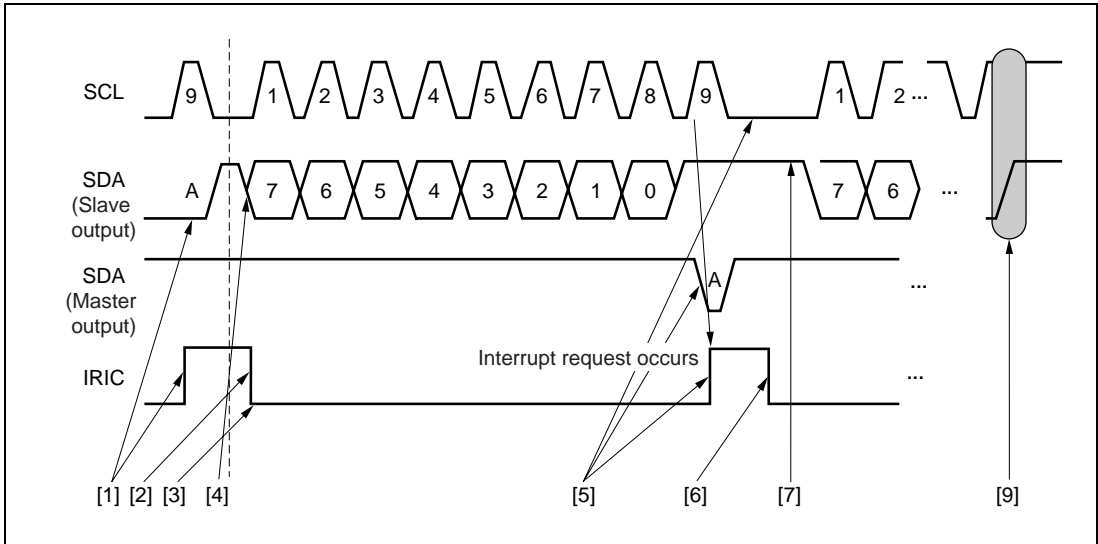 SCL
9 1 2 3 4 5 6 7 8 9 1 2 ...
SDA
(Slave
output)
A 7 6 5 4 3 2 1 0 7 6 ...
SDA
(Master
output)
A ...
Interrupt request occurs
IRIC
...
[1] [2] [3] [4] [5] [6] [7] [9]